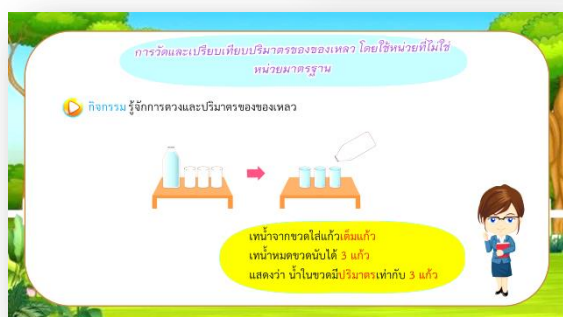 การวัดและเปรียบเทียบปริมาตรของของเหลว โดยใช้หน่วยที่ไม่ใช่
หน่วยมาตรฐาน
กิจกรรม รู้จักการตวงและปริมาตรของของเหลว
เทน้ำจากขวดใส่แก้วเต็มแก้ว
เทน้ำหมดขวดนับได้ 3 แก้ว
แสดงว่า น้ำในขวดมีปริมาตรเท่ากับ 3 แก้ว